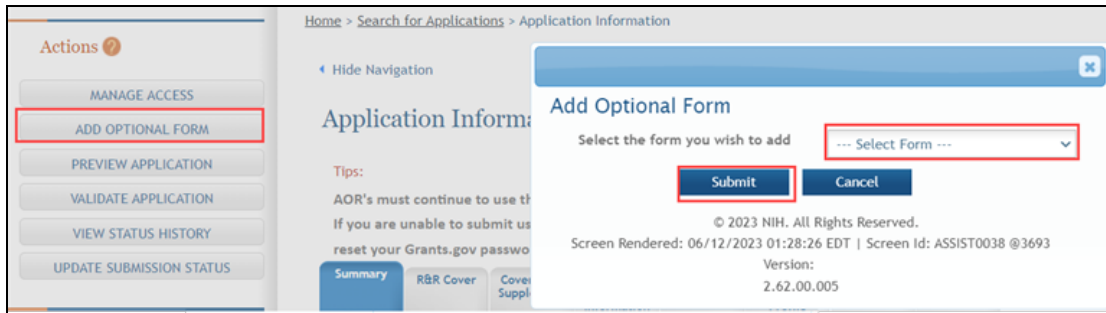 Home > Search for Applications > Application Information
Actions ?
Hide Navigation
MANAGE ACCESS
ADD OPTIONAL FORM
PREVIEW APPLICATION
VALIDATE APPLICATION
VIEW STATUS HISTORY
UPDATE SUBMISSION STATUS
Application Informa
Tips:
AOR's must continue to use th
If you are unable to submit us
reset your Grants.gov passwo
Summary
R&R Cover
Cove
Suppl
Add Optional Form
Select the form you wish to add
--- Select Form ---
Submit
Cancel
© 2023 NIH. All Rights Reserved.
Screen Rendered: 06/12/2023 01:28:26 EDT | Screen Id: ASSIST0038 @3693
Version:
2.62.00.005